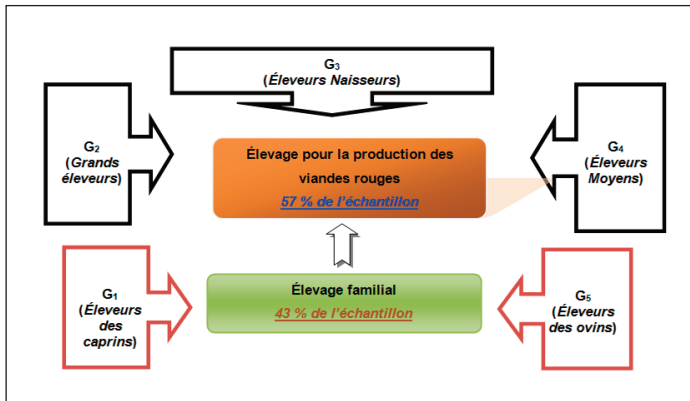 G₃
(Éleveurs Naisseurs)
G₂
(Grands
éleveurs)
Élevage pour la production des
viandes rouges
57 % de l'échantillon
G₄
(Éleveurs
Moyens)
G₁
(Éleveurs
des
caprins)
Élevage familial
43 % de l'échantillon
G₅
(Éleveurs
des ovins)